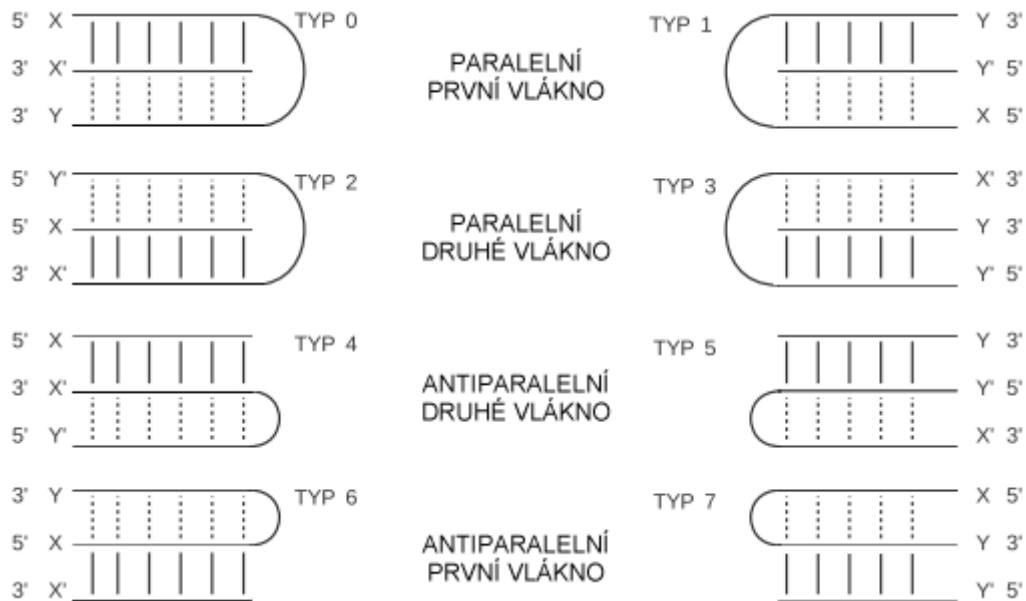 5' X TYP 0 TYP 1 Y 3'
3' X' PARALELNÍ Y' 5'
PRVNÍ VLÁKNO
3' Y X 5'
5' Y' TYP 2 TYP 3 X' 3'
5' X PARALELNÍ Y 3'
DRUHÉ VLÁKNO
3' X' Y' 5'
5' X TYP 4 TYP 5 Y 3'
3' X' ANTIPARALELNÍ Y' 5'
DRUHÉ VLÁKNO
5' Y' X' 3'
3' Y TYP 6 TYP 7 X 5'
5' X ANTIPARALELNÍ Y 3'
PRVNÍ VLÁKNO
3' X' Y' 5'